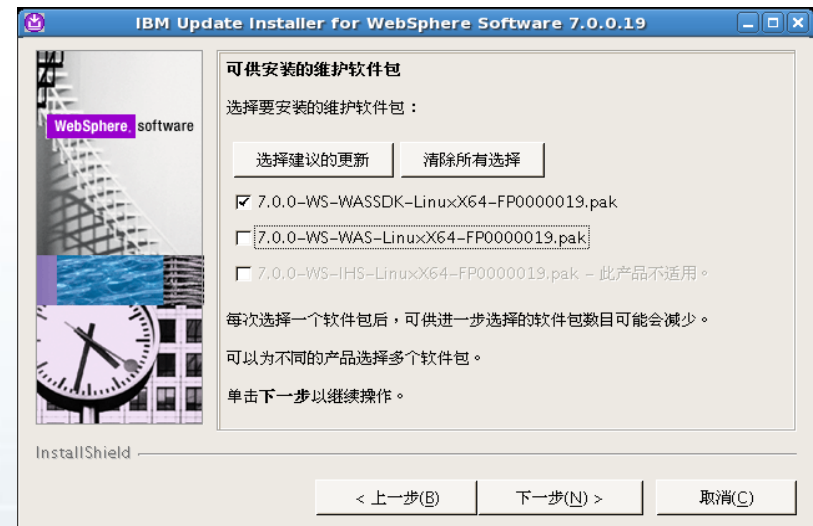 IBM Update Installer for WebSphere Software 7.0.0.19
WebSphere. software
可供安装的维护软件包
选择要安装的维护软件包：
选择建议的更新
清除所有选择
7.0.0-WS-WASSDK-LinuxX64-FP0000019.pak
7.0.0-WS-WAS-LinuxX64-FP0000019.pak
7.0.0-WS-IHS-LinuxX64-FP0000019.pak - 此产品不适用。
每次选择一个软件包后，可供进一步选择的软件包数目可能会减少。
可以为不同的产品选择多个软件包。
单击下一步以继续操作。
InstallShield
< 上一步(B)
下一步(N) >
取消(C)